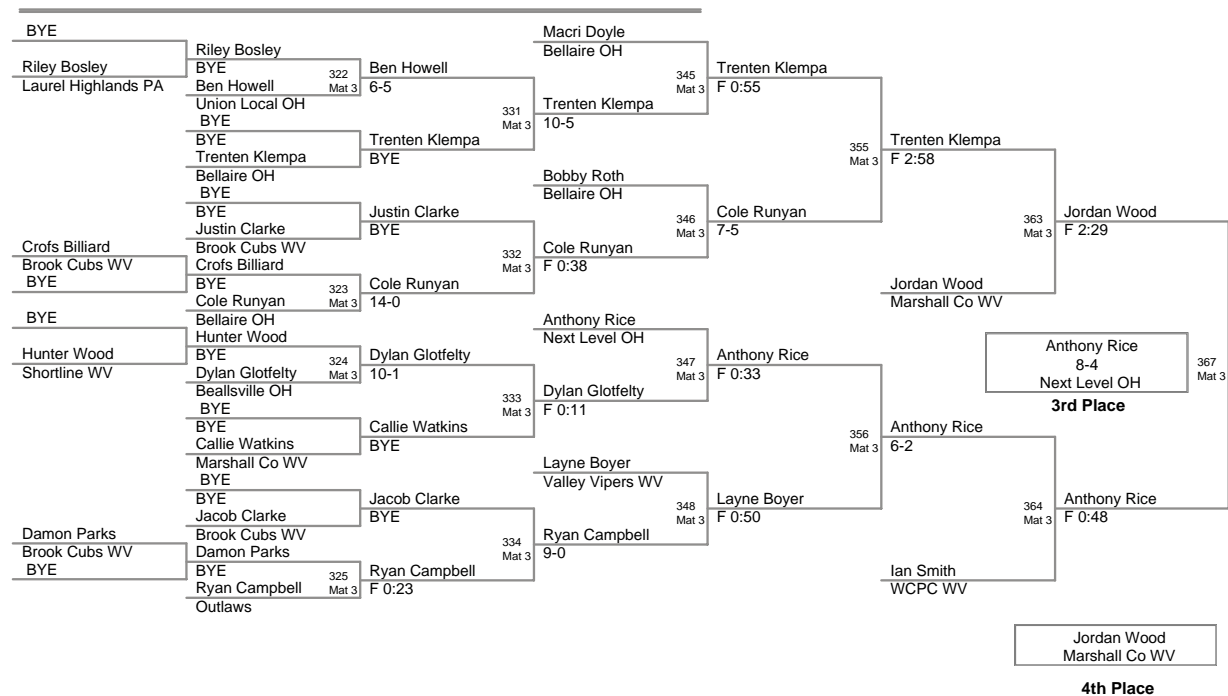 BYE
Riley Bosley
Laurel Highlands PA
Crofs Billiard
Brook Cubs WV
BYE
BYE
Hunter Wood
Shortline WV
Damon Parks
Brook Cubs WV
BYE
Riley Bosley
BYE
Ben Howell
Union Local OH
BYE
BYE
Trenten Klempa
Bellaire OH
BYE
BYE
Justin Clarke
Brook Cubs WV
Crofs Billiard
BYE
Cole Runyan
Bellaire OH
Hunter Wood
BYE
Dylan Glotfelty
Beallsville OH
BYE
BYE
Callie Watkins
Marshall Co WV
BYE
BYE
Jacob Clarke
Brook Cubs WV
Damon Parks
BYE
Ryan Campbell
Outlaws
322
Mat 3
323
Mat 3
324
Mat 3
325
Mat 3
Ben Howell
6-5
Trenten Klempa
BYE
Justin Clarke
BYE
Cole Runyan
14-0
Dylan Glotfelty
10-1
Callie Watkins
BYE
Jacob Clarke
BYE
Ryan Campbell
F 0:23
331
Mat 3
332
Mat 3
333
Mat 3
334
Mat 3
Macri Doyle
Bellaire OH
Trenten Klempa
10-5
Bobby Roth
Bellaire OH
Cole Runyan
F 0:38
Anthony Rice
Next Level OH
Dylan Glotfelty
F 0:11
Layne Boyer
Valley Vipers WV
Ryan Campbell
9-0
345
Mat 3
346
Mat 3
347
Mat 3
348
Mat 3
Trenten Klempa
F 0:55
Cole Runyan
7-5
Anthony Rice
F 0:33
Layne Boyer
F 0:50
355
Mat 3
356
Mat 3
Trenten Klempa
F 2:58
Jordan Wood
Marshall Co WV
Anthony Rice
6-2
Ian Smith
WCPC WV
363
Mat 3
364
Mat 3
Jordan Wood
F 2:29
Anthony Rice
F 0:48
367
Mat 3
Anthony Rice
8-4
Next Level OH
3rd Place
Jordan Wood
Marshall Co WV
4th Place